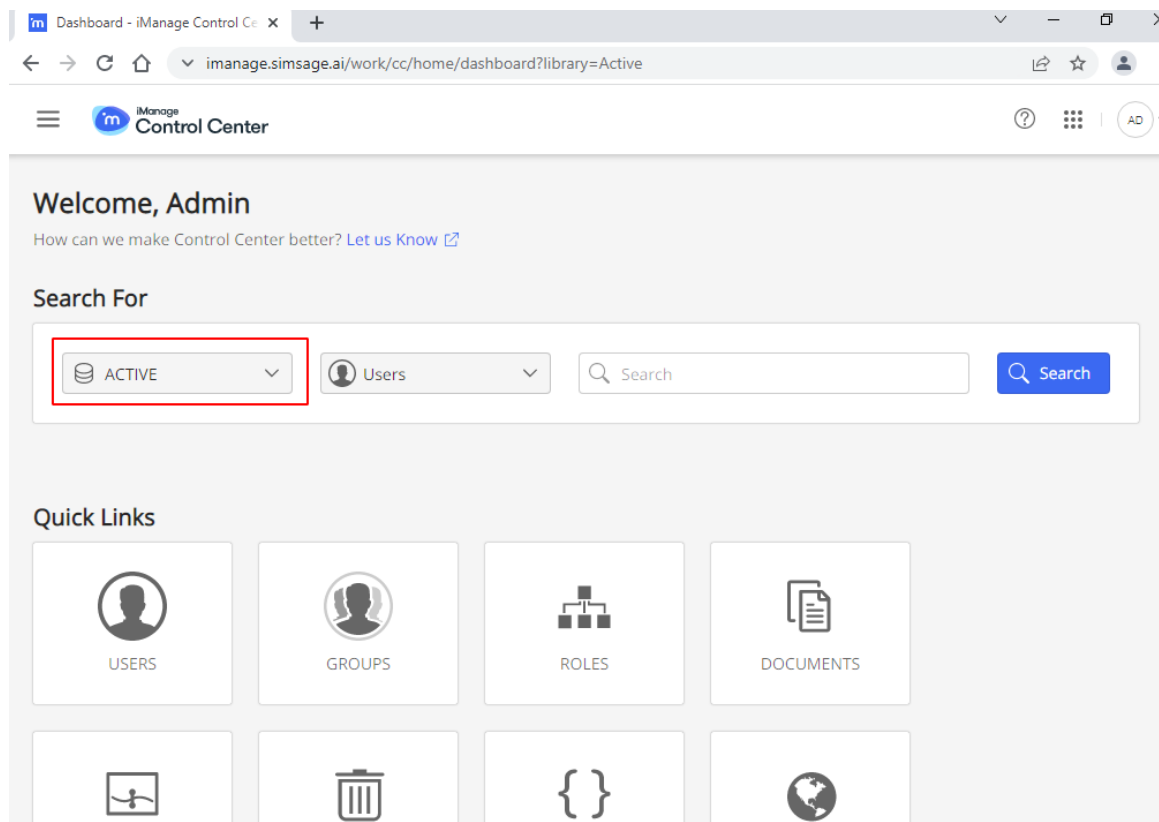 Dashboard - iManage Control Ce
imanage.simsage.ai/work/cc/home/dashboard?library=Active
iManage
Control Center
AD
Welcome, Admin
How can we make Control Center better? Let us Know
Search For
ACTIVE
Users
Search
Search
Quick Links
USERS
GROUPS
ROLES
DOCUMENTS